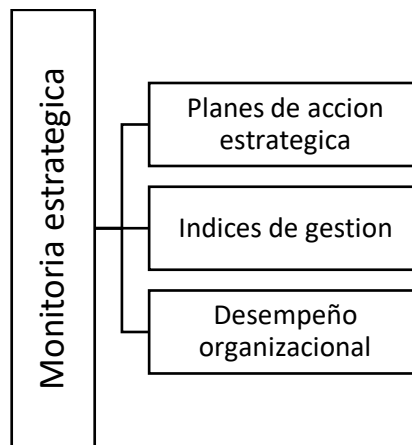 Monitoria estrategica
Planes de accion
estrategica
Indices de gestion
Desempeño
organizacional